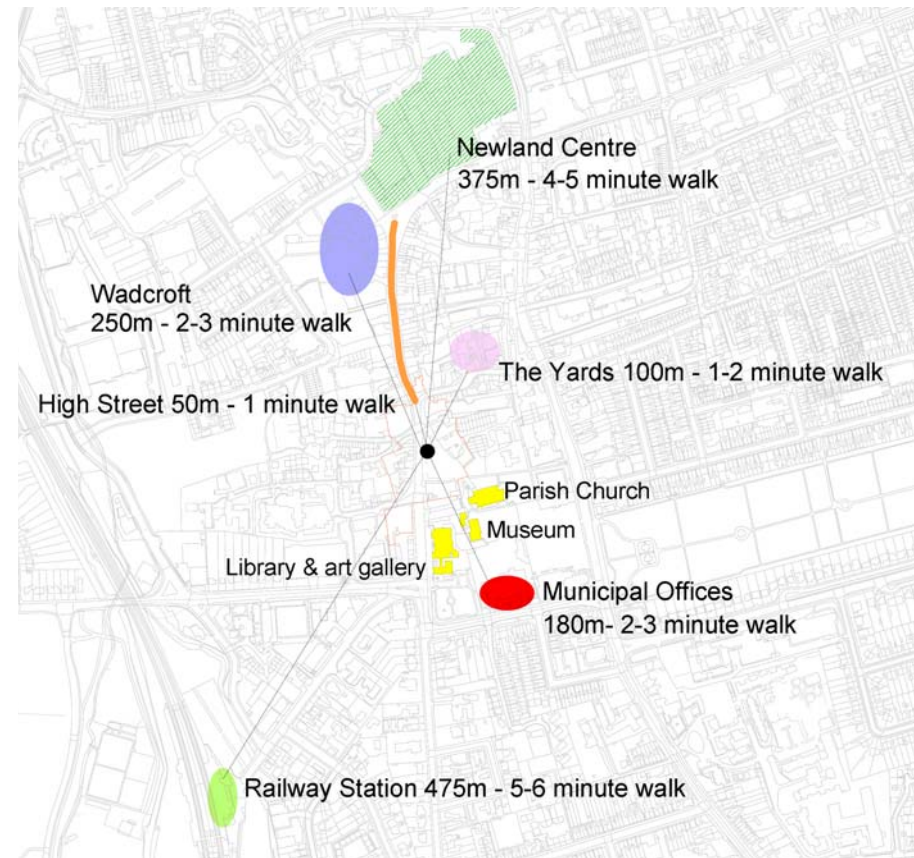 Newland Centre
375m - 4-5 minute walk
Wadcroft
250m - 2-3 minute walk
The Yards 100m - 1-2 minute walk
High Street 50m - 1 minute walk
Parish Church
Museum
Library & art gallery
Municipal Offices
180m- 2-3 minute walk
Railway Station 475m - 5-6 minute walk